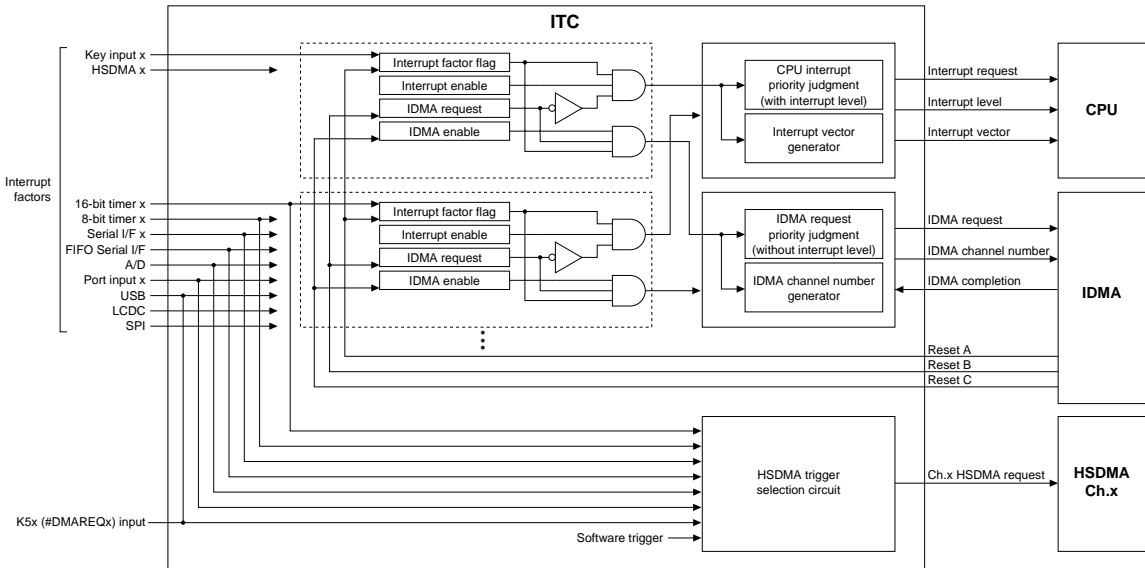 ITC
Key input x
HSDMA x
Interrupt factor flag
Interrupt enable
IDMA request
IDMA enable
CPU interrupt
priority judgment
(with interrupt level)
Interrupt vector
generator
Interrupt request
Interrupt level
Interrupt vector
CPU
Interrupt
factors
16-bit timer x
8-bit timer x
Serial I/F x
FIFO Serial I/F
A/D
Port input x
USB
LCDC
SPI
Interrupt factor flag
Interrupt enable
IDMA request
IDMA enable
IDMA request
priority judgment
(without interrupt level)
IDMA channel number
generator
IDMA request
IDMA channel number
IDMA completion
IDMA
Reset A
Reset B
Reset C
HSDMA trigger
selection circuit
Ch.x HSDMA request
HSDMA
Ch.x
K5x (#DMAREQx) input
Software trigger